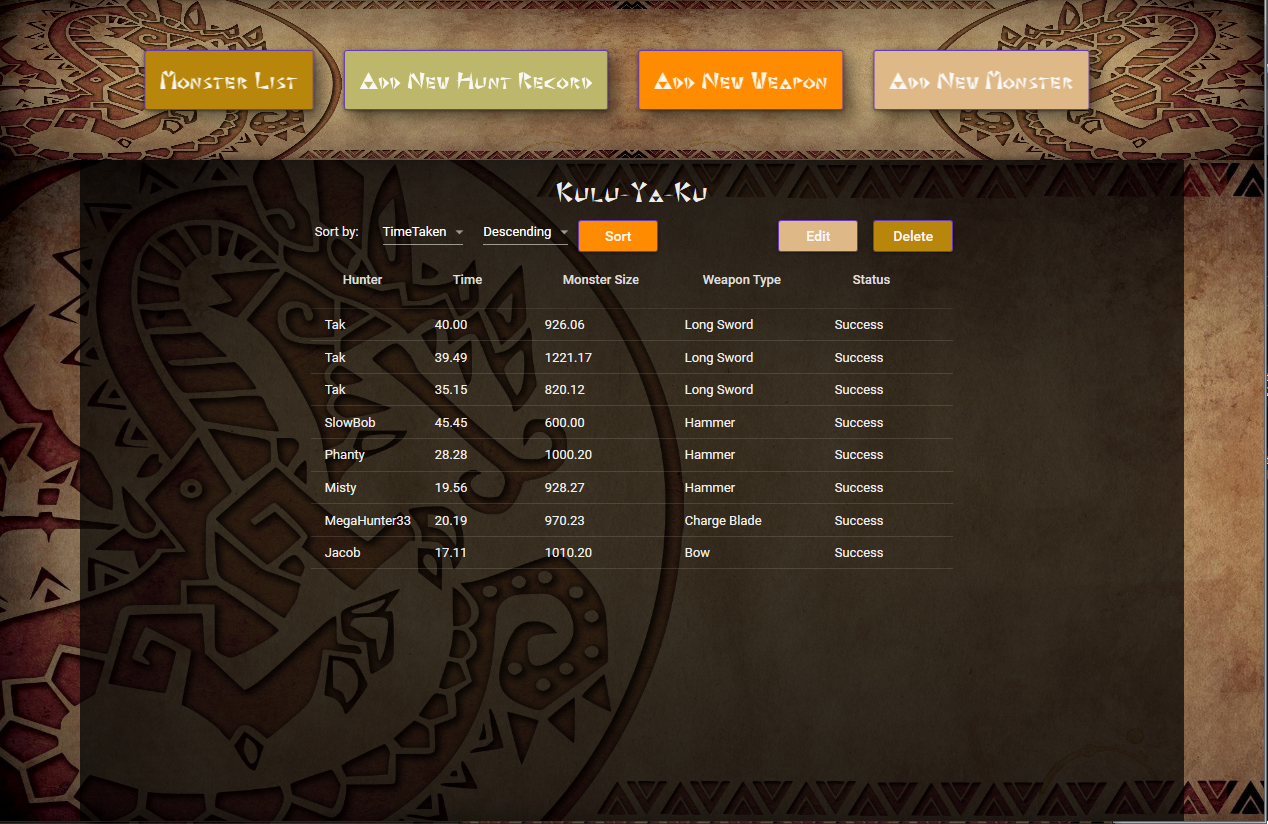 Monster List Add New Hunt Record Add New Weapon Add New Monster
Kulu-Ya-Ku
Sort by: TimeTaken Descending Sort Edit Delete
Hunter Time Monster Size Weapon Type Status
Tak 40.00 926.06 Long Sword Success
Tak 39.49 1221.17 Long Sword Success
Tak 35.15 820.12 Long Sword Success
SlowBob 45.45 600.00 Hammer Success
Phanty 28.28 1000.20 Hammer Success
Misty 19.56 928.27 Hammer Success
MegaHunter33 20.19 970.23 Charge Blade Success
Jacob 17.11 1010.20 Bow Success